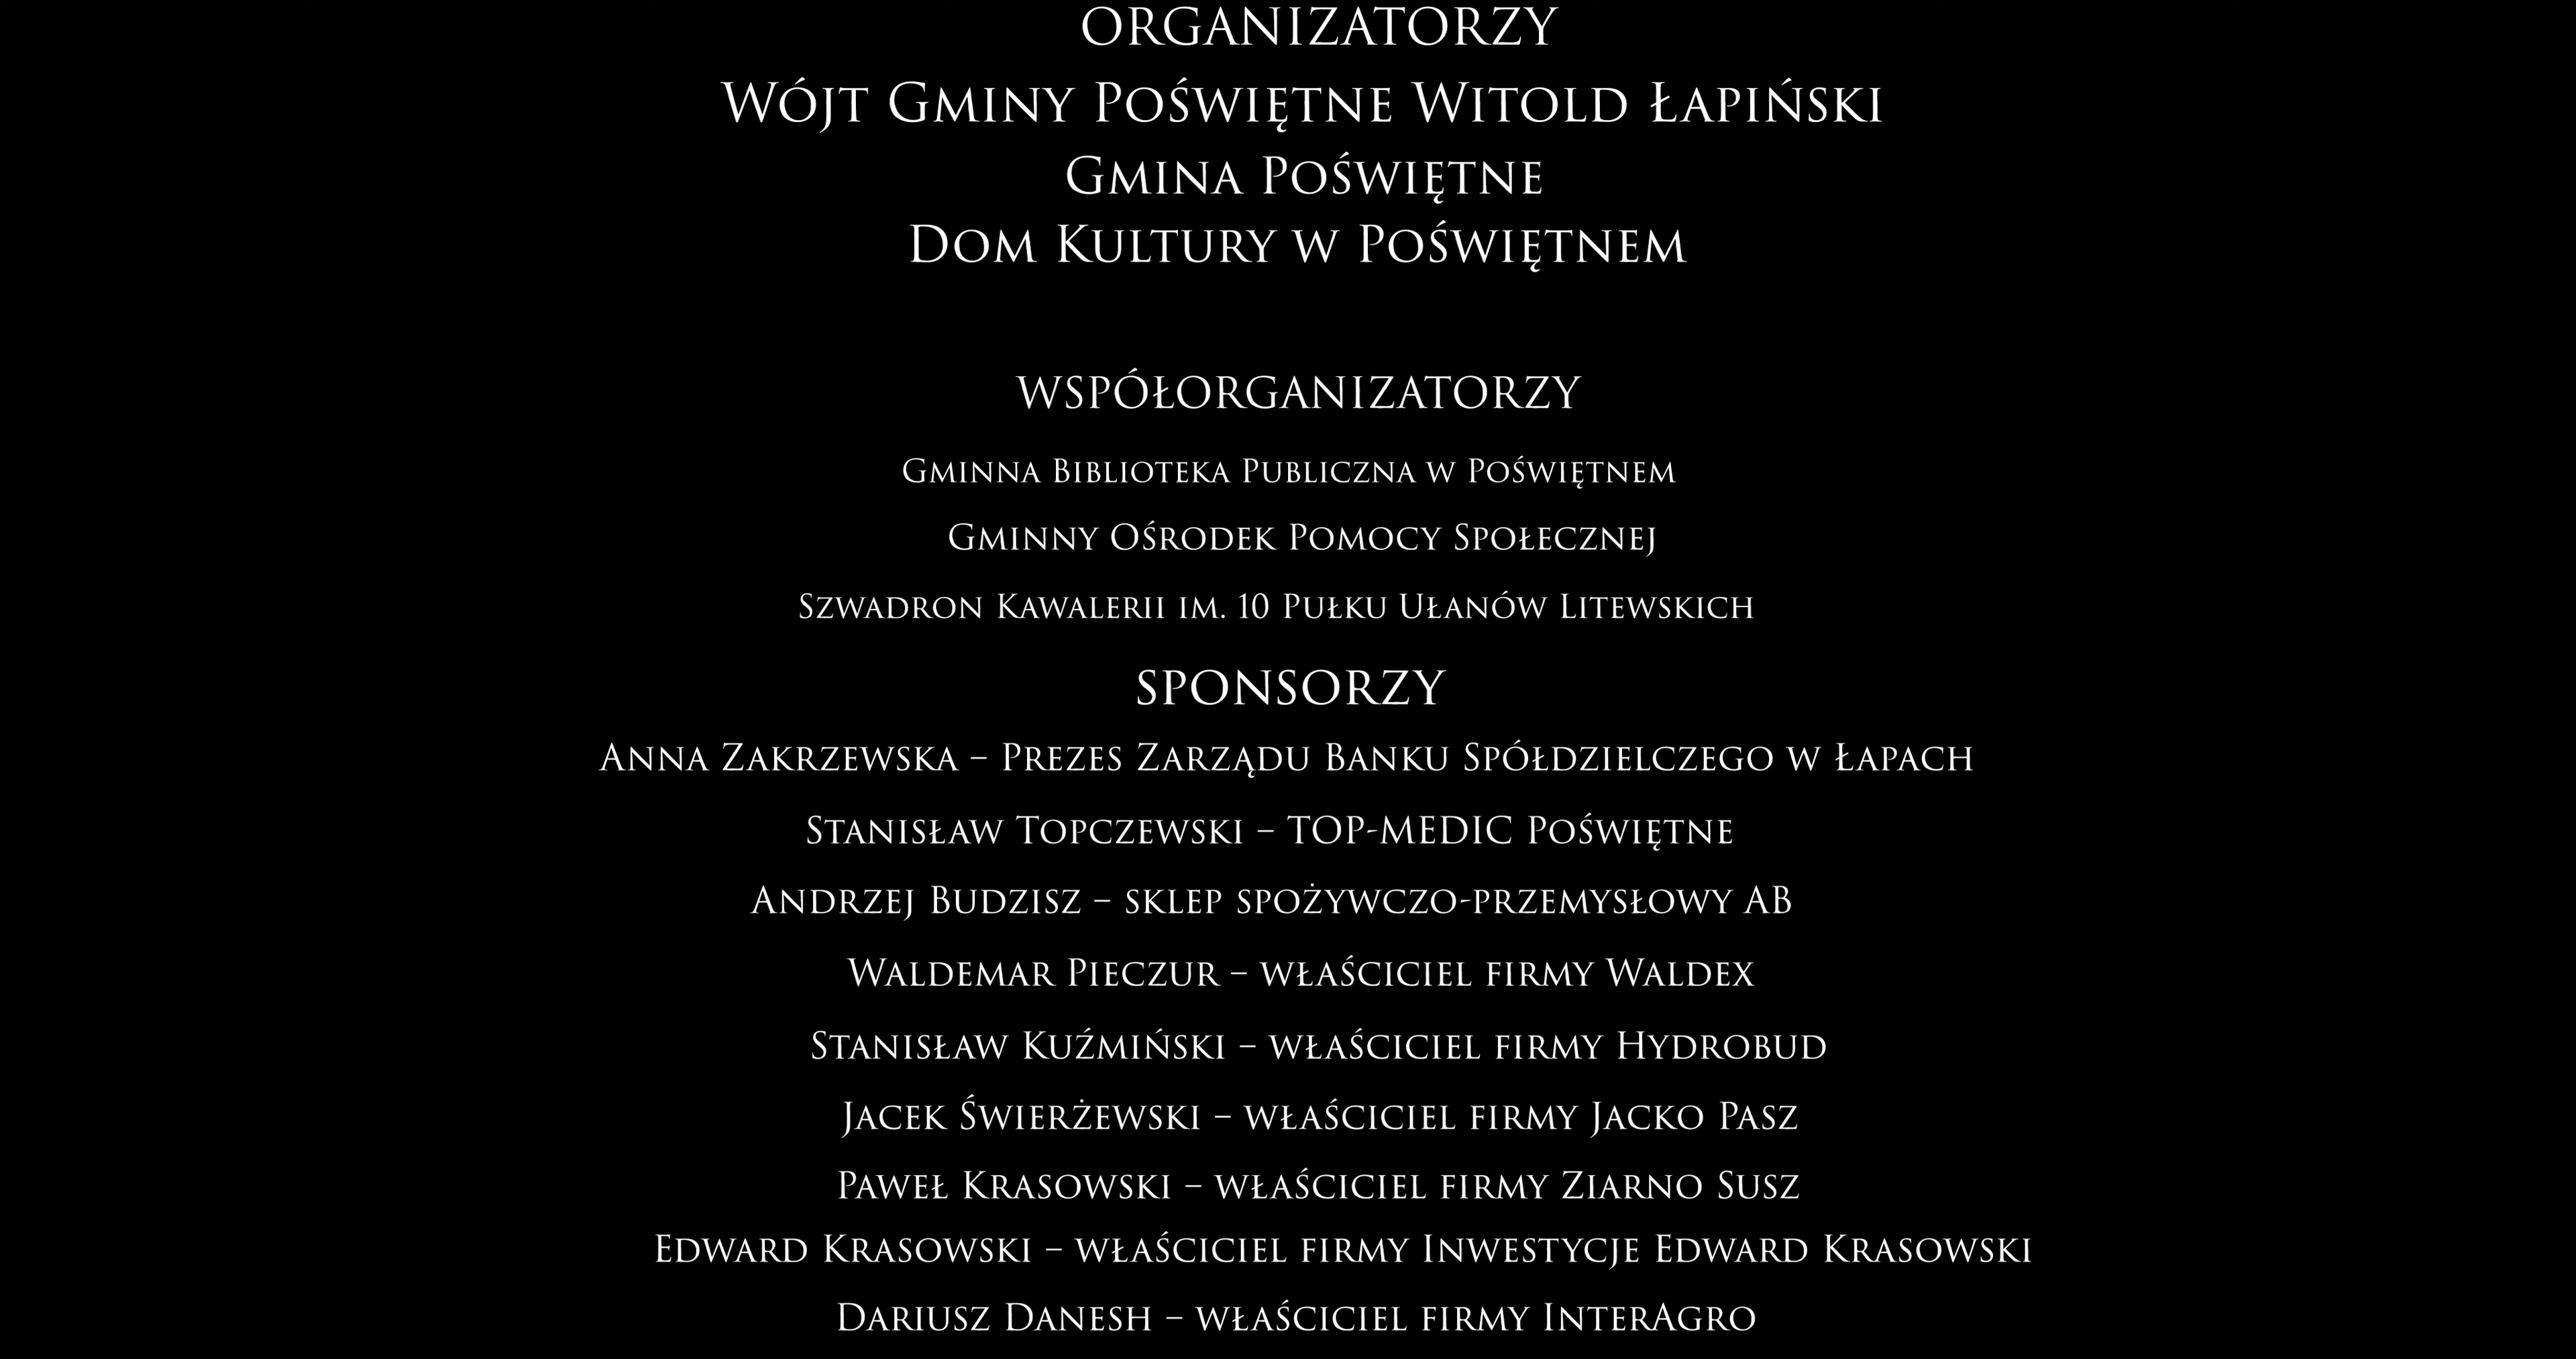 ORGANIZATORZY
Wójt Gminy Poświętne Witold Łapiński
Gmina Poświętne
Dom Kultury w Poświętnem
WSPÓŁORGANIZATORZY
Gminna Biblioteka Publiczna w Poświętnem
Gminny Ośrodek Pomocy Społecznej
Szwadron Kawalerii im. 10 Pułku Ułanów Litewskich
SPONSORZY
Anna Zakrzewska – Prezes Zarządu Banku Spółdzielczego w Łapach
Stanisław Topczewski – TOP-MEDIC Poświętne
Andrzej Budzisz – sklep spożywczo-przemysłowy AB
Waldemar Pieczur – właściciel firmy Waldex
Stanisław Kuźmiński – właściciel firmy Hydrobud
Jacek Świerżewski – właściciel firmy Jacko Pasz
Paweł Krasowski – właściciel firmy Ziarno Susz
Edward Krasowski – właściciel firmy Inwestycje Edward Krasowski
Dariusz Danesh – właściciel firmy InterAgro